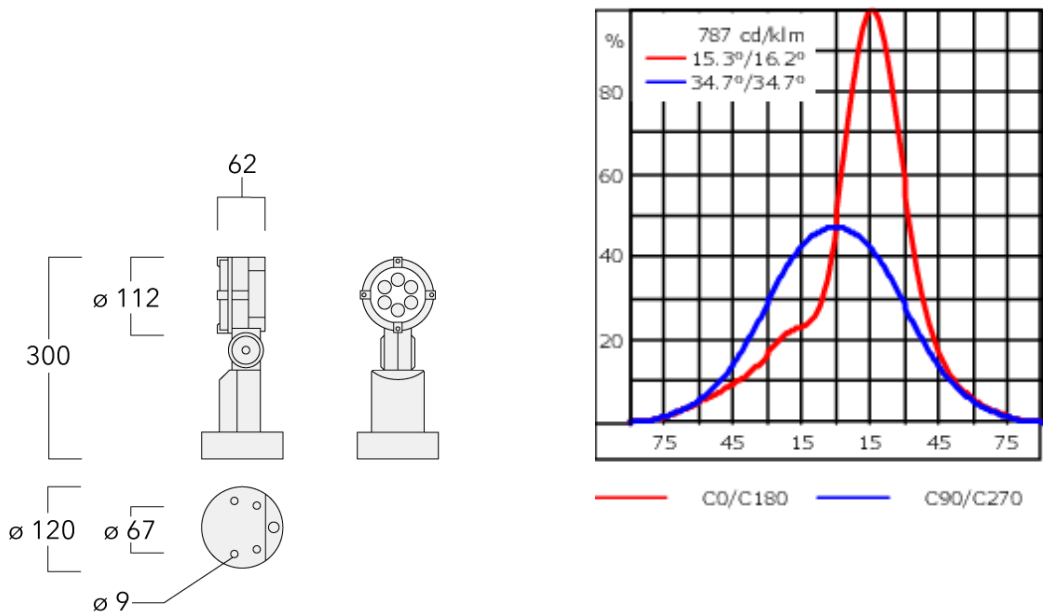 62
ø 112
300
ø 120
ø 67
ø 9
%
787 cd/klm
15.3º/16.2º
34.7º/34.7º
80
60
40
20
75 45 15 15 45 75
C0/C180 C90/C270